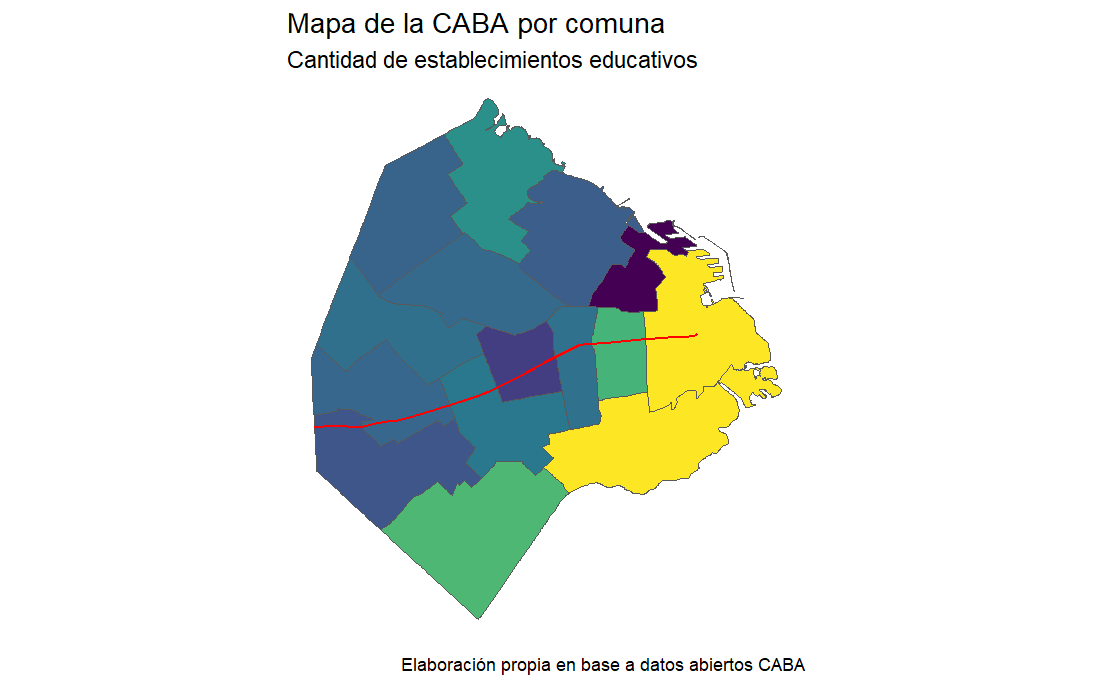 Mapa de la CABA por comuna
Cantidad de establecimientos educativos
Elaboración propia en base a datos abiertos CABA